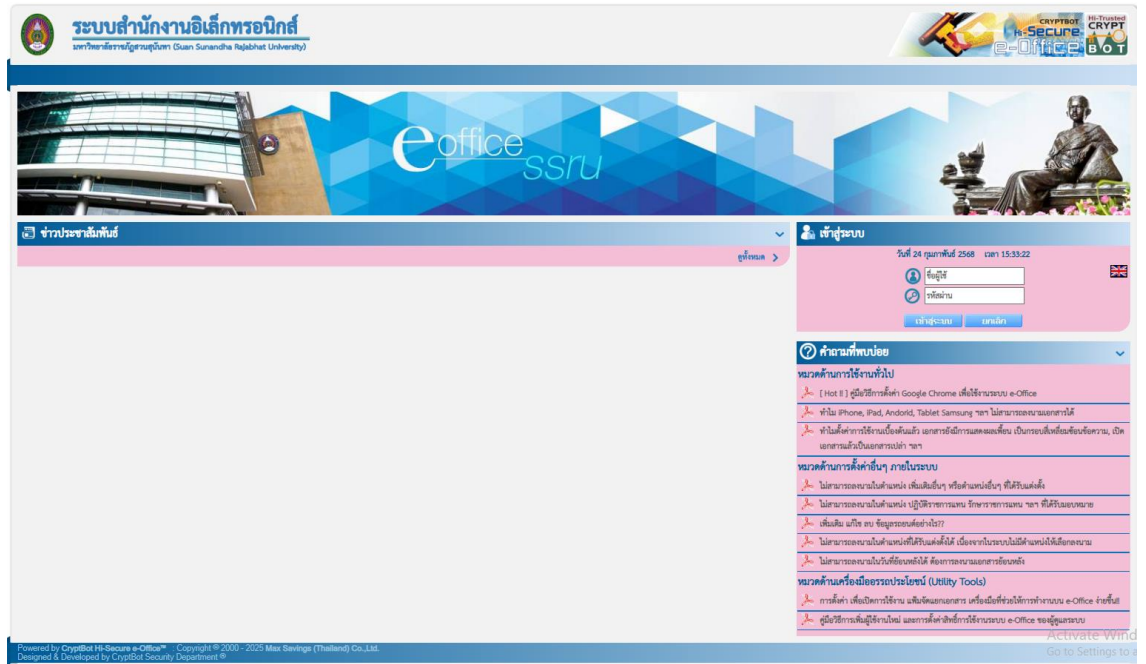 ระบบสำนักงานอิเล็กทรอนิกส์
มหาวิทยาลัยราชภัฏสวนสุนันทา (Suan Sunandha Rajabhat University)
CRYPTBOT
Hi-Secure
e-Office
Hi-Trusted
CRYPT
BOT
e office
ssru
ข่าวประชาสัมพันธ์
ดูทั้งหมด
เข้าสู่ระบบ
วันที่ 24 กุมภาพันธ์ 2568 เวลา 15:33:22
ชื่อผู้ใช้
รหัสผ่าน
เข้าสู่ระบบ ยกเลิก
คำถามที่พบบ่อย
หมวดด้านการใช้งานทั่วไป
[ Hot !! ] คู่มือวิธีการตั้งค่า Google Chrome เพื่อใช้งานระบบ e-Office
ทำไม iPhone, iPad, Andorid, Tablet Samsung ฯลฯ ไม่สามารถลงนามเอกสารได้
ทำไมตั้งค่าการใช้งานเบื้องต้นแล้ว เอกสารยังมีการแสดงผลเพี้ยน เป็นกรอบสี่เหลี่ยมซ้อนข้อความ, เปิด
เอกสารแล้วเป็นเอกสารเปล่า ฯลฯ
หมวดด้านการตั้งค่าอื่นๆ ภายในระบบ
ไม่สามารถลงนามในตำแหน่ง เพิ่มเติมอื่นๆ หรือตำแหน่งอื่นๆ ที่ได้รับแต่งตั้ง
ไม่สามารถลงนามในตำแหน่ง ปฏิบัติราชการแทน รักษาราชการแทน ฯลฯ ที่ได้รับมอบหมาย
เพิ่มเติม แก้ไข ลบ ข้อมูลรถยนต์อย่างไร??
ไม่สามารถลงนามในตำแหน่งที่ได้รับแต่งตั้งได้ เนื่องจากในระบบไม่มีตำแหน่งให้เลือกลงนาม
ไม่สามารถลงนามในวันที่ย้อนหลังได้ ต้องการลงนามเอกสารย้อนหลัง
หมวดด้านเครื่องมืออรรถประโยชน์ (Utility Tools)
การตั้งค่า เพื่อเปิดการใช้งาน แฟ้มจัดแยกเอกสาร เครื่องมือที่ช่วยให้การทำงานบน e-Office ง่ายขึ้น!!
คู่มือวิธีการเพิ่มผู้ใช้งานใหม่ และการตั้งค่าสิทธิ์การใช้งานระบบ e-Office ของผู้ดูแลระบบ
Activate Wind
Go to Settings to a
Powered by CryptBot Hi-Secure e-Office™ : Copyright © 2000 - 2025 Max Savings (Thailand) Co.,Ltd.
Designed & Developed by CryptBot Security Department ®